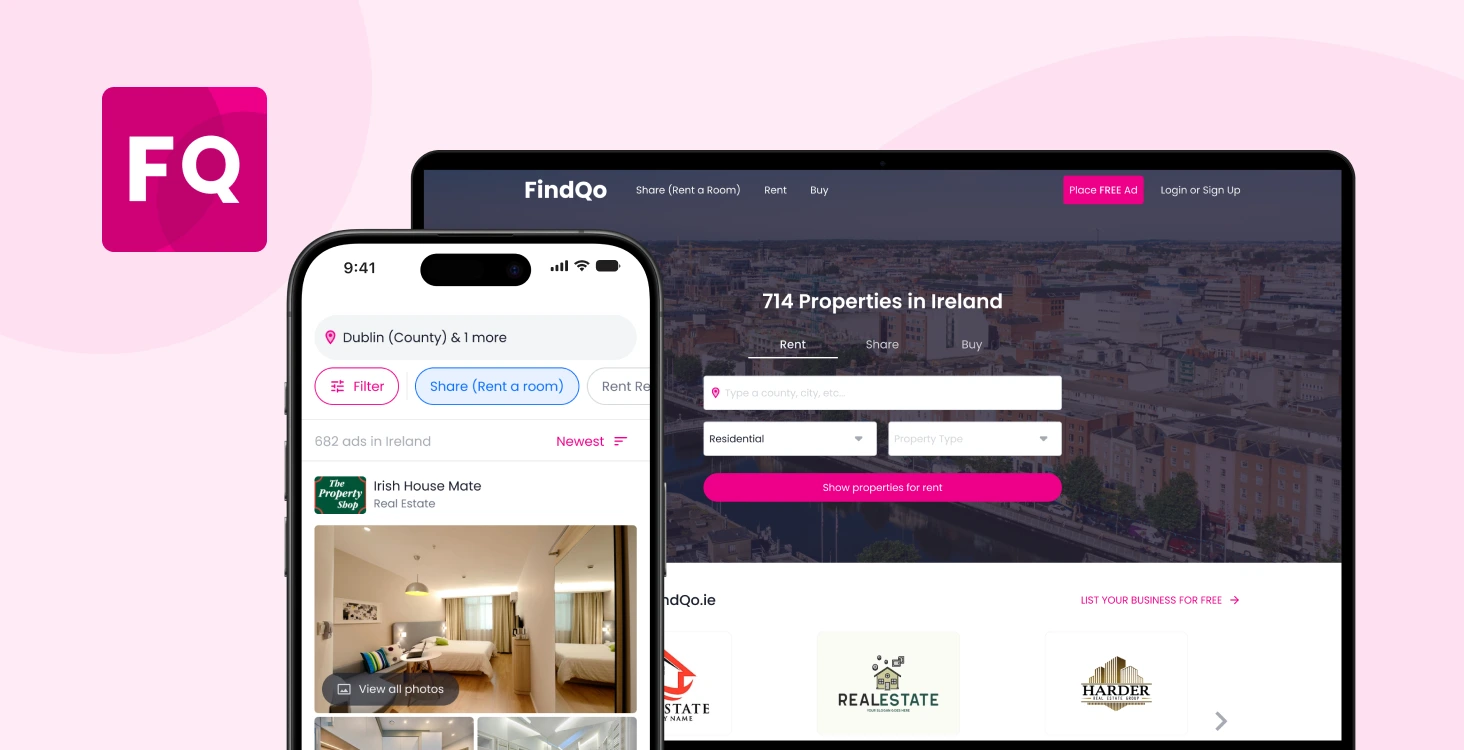 FQ
FindQo
Share (Rent a Room)
Rent
Buy
Place FREE Ad
Login or Sign Up
714 Properties in Ireland
Rent
Share
Buy
Type a county, city, etc...
Residential
Property Type
Show properties for rent
ndQo.ie
LIST YOUR BUSINESS FOR FREE
STATE
Y NAME
REALESTATE
YOUR SLOGAN GOES HERE
HARDER
REAL ESTATE GROUP
9:41
Dublin (County) & 1 more
Filter
Share (Rent a room)
Rent Re
682 ads in Ireland
Newest
The
Property
Shop
Irish House Mate
Real Estate
View all photos